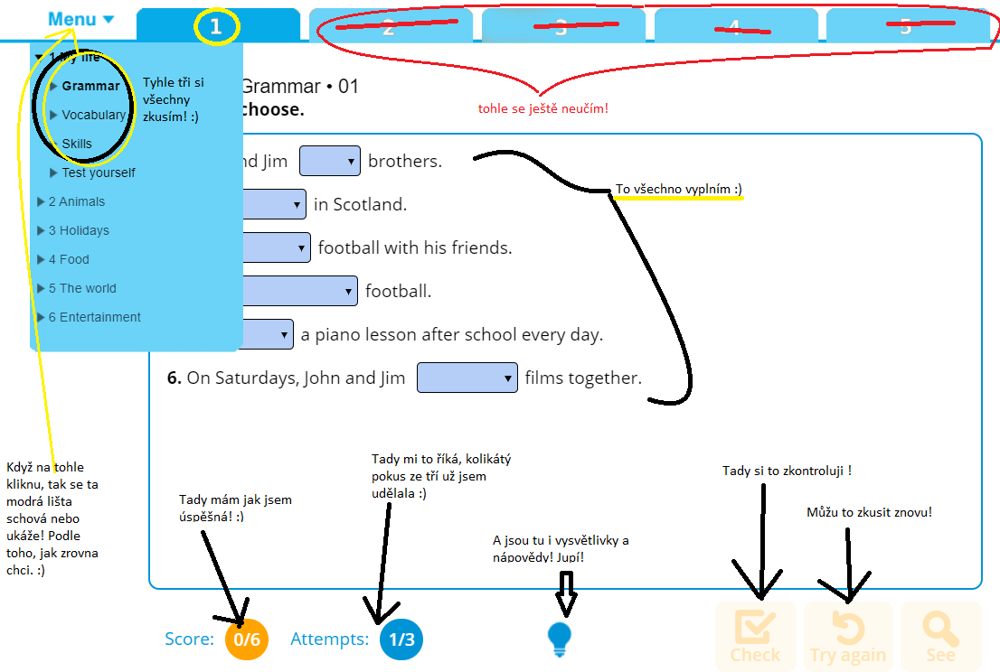 Menu
1
2
3
4
5
1 My life
Grammar
Vocabulary
Skills
Test yourself
2 Animals
3 Holidays
4 Food
5 The world
6 Entertainment
Tyhle tři si
všechny
zkusím! :)
Grammar • 01
choose.
tohle se ještě neučím!
nd Jim brothers.
in Scotland.
football with his friends.
football.
a piano lesson after school every day.
6. On Saturdays, John and Jim films together.
To všechno vyplním :)
Když na tohle
kliknu, tak se ta
modrá lišta
schová nebo
ukáže! Podle
toho, jak zrovna
chci. :)
Tady mám jak jsem
úspěšná! :)
Tady mi to říká, kolikátý
pokus ze tří už jsem
udělala :)
A jsou tu i vysvětlivky a
nápovědy! Jupí!
Tady si to zkontroluji !
Můžu to zkusit znovu!
Score: 0/6 Attempts: 1/3
Check
Try again
See